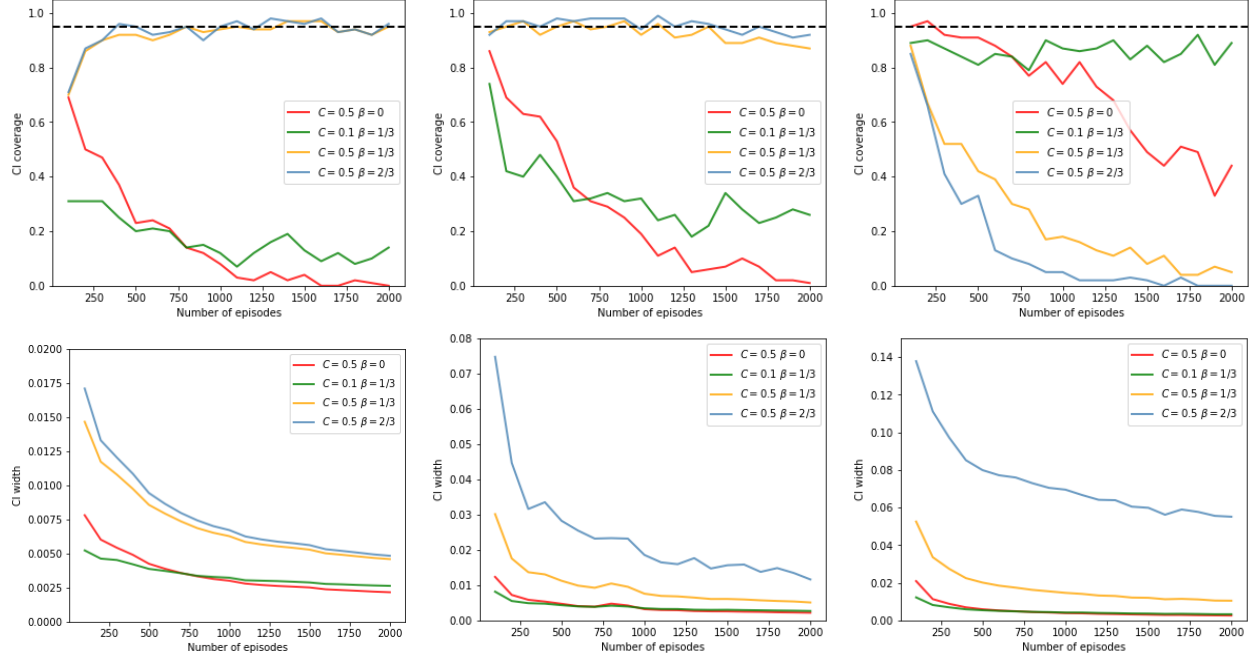 CI coverage
1.0
0.8
0.6
0.4
0.2
0.0
C = 0.5 β = 0
C = 0.1 β = 1/3
C = 0.5 β = 1/3
C = 0.5 β = 2/3
250 500 750 1000 1250 1500 1750 2000
Number of episodes
CI coverage
1.0
0.8
0.6
0.4
0.2
0.0
C = 0.5 β = 0
C = 0.1 β = 1/3
C = 0.5 β = 1/3
C = 0.5 β = 2/3
250 500 750 1000 1250 1500 1750 2000
Number of episodes
CI coverage
1.0
0.8
0.6
0.4
0.2
0.0
C = 0.5 β = 0
C = 0.1 β = 1/3
C = 0.5 β = 1/3
C = 0.5 β = 2/3
250 500 750 1000 1250 1500 1750 2000
Number of episodes
CI width
0.0200
0.0175
0.0150
0.0125
0.0100
0.0075
0.0050
0.0025
0.0000
C = 0.5 β = 0
C = 0.1 β = 1/3
C = 0.5 β = 1/3
C = 0.5 β = 2/3
250 500 750 1000 1250 1500 1750 2000
Number of episodes
CI width
0.08
0.07
0.06
0.05
0.04
0.03
0.02
0.01
0.00
C = 0.5 β = 0
C = 0.1 β = 1/3
C = 0.5 β = 1/3
C = 0.5 β = 2/3
250 500 750 1000 1250 1500 1750 2000
Number of episodes
CI width
0.14
0.12
0.10
0.08
0.06
0.04
0.02
0.00
C = 0.5 β = 0
C = 0.1 β = 1/3
C = 0.5 β = 1/3
C = 0.5 β = 2/3
250 500 750 1000 1250 1500 1750 2000
Number of episodes